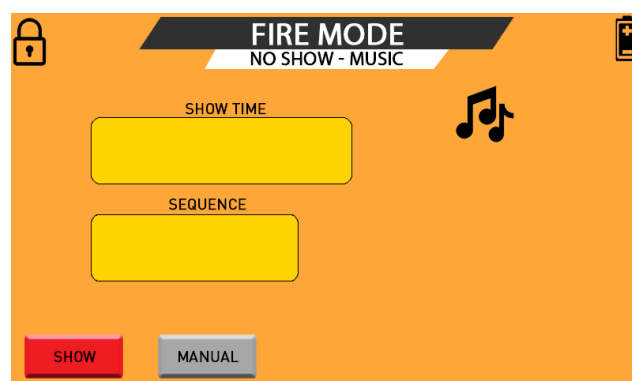 FIRE MODE
NO SHOW - MUSIC
SHOW TIME
SEQUENCE
SHOW
MANUAL